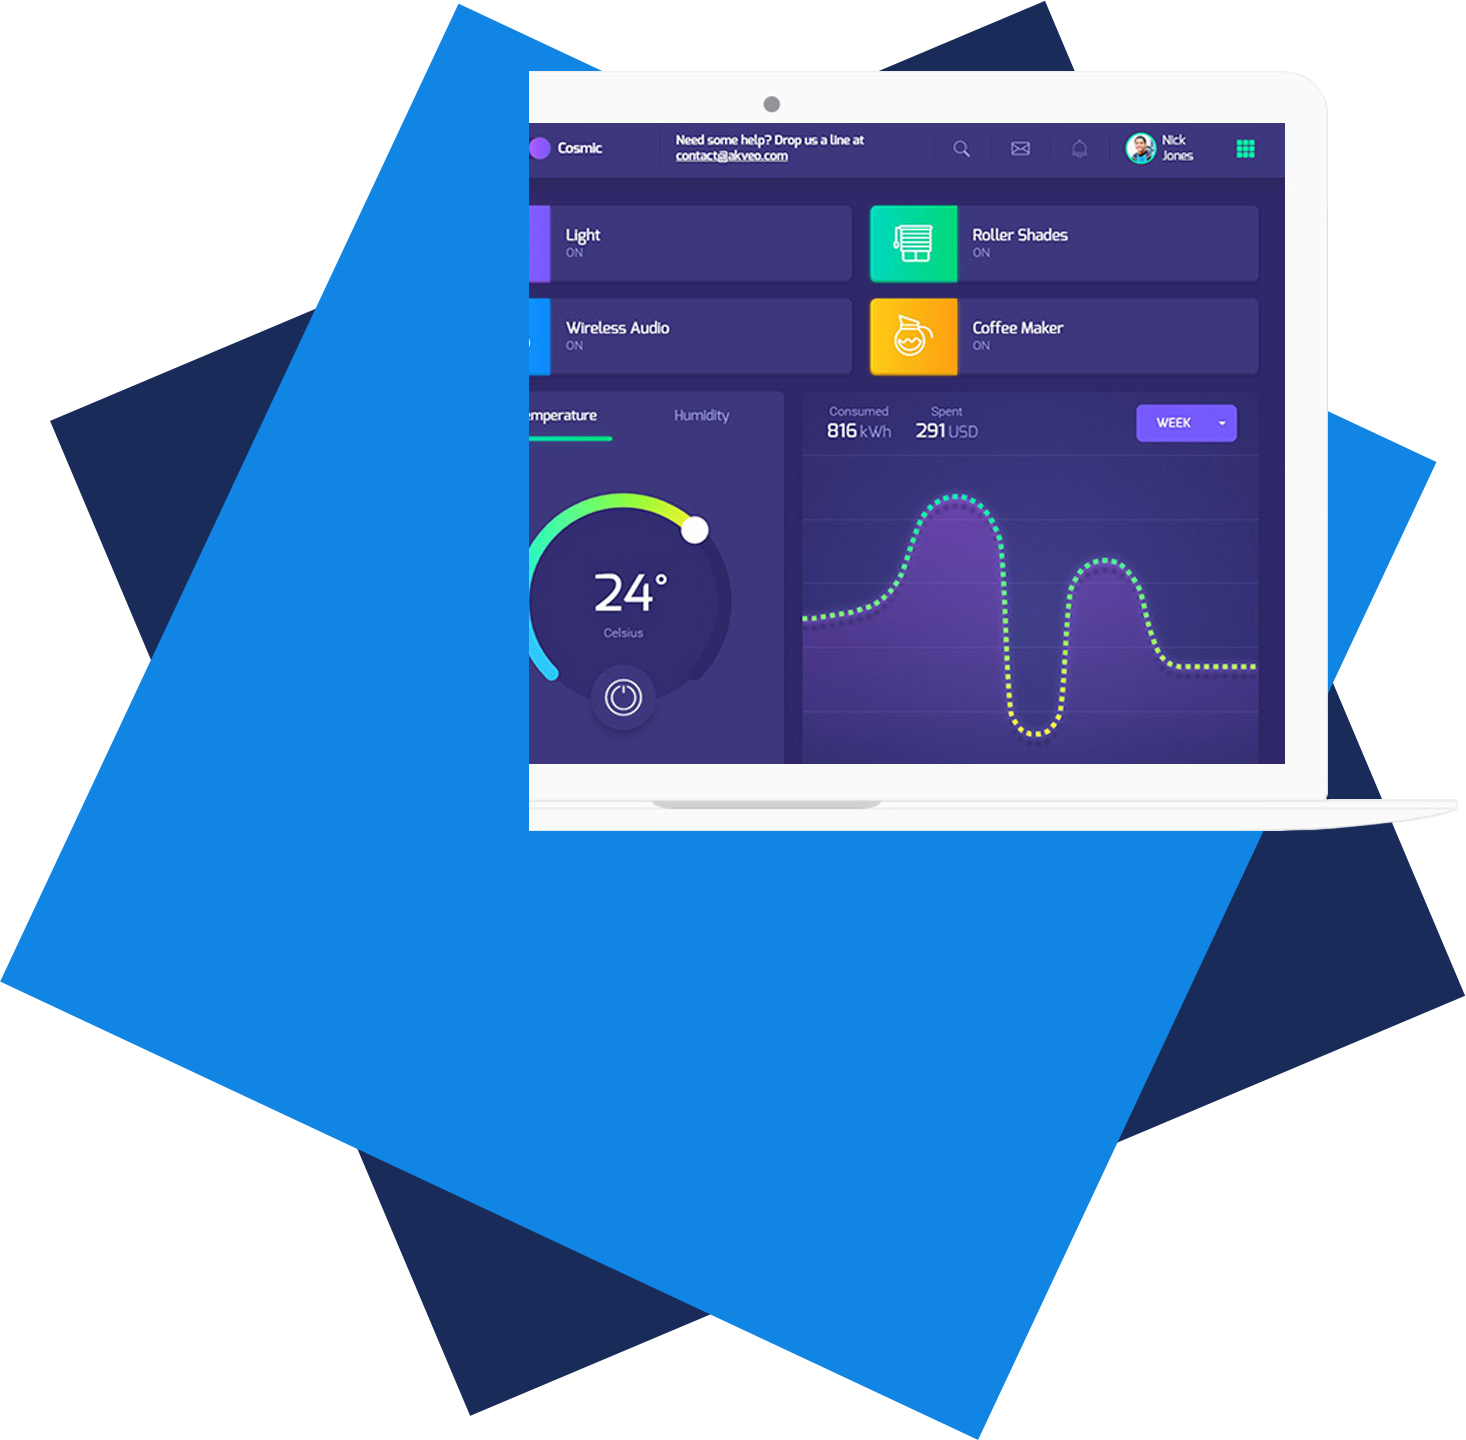 Cosmic
Need some help? Drop us a line at
contact@akveo.com
Nick
Jones
Light
ON
Roller Shades
ON
Wireless Audio
ON
Coffee Maker
ON
emperature
Humidity
Consumed
816 kWh
Spent
291 USD
WEEK
24°
Celsius